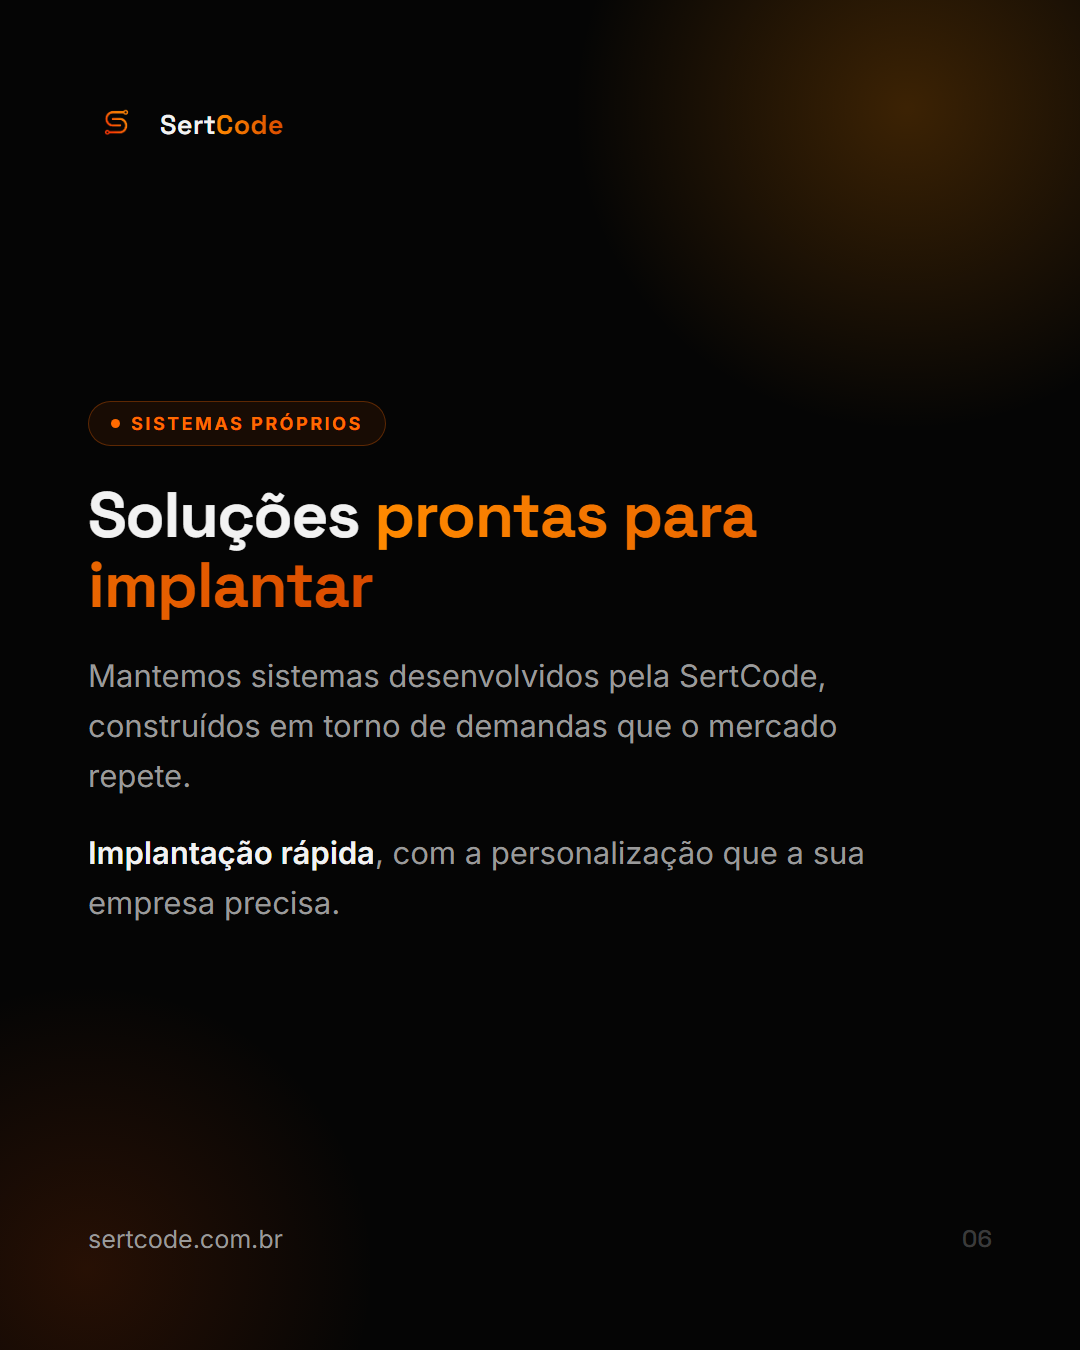 SertCode
SISTEMAS PRÓPRIOS
Soluções prontas para
implantar
Mantemos sistemas desenvolvidos pela SertCode,
construídos em torno de demandas que o mercado
repete.
Implantação rápida, com a personalização que a sua
empresa precisa.
sertcode.com.br
06